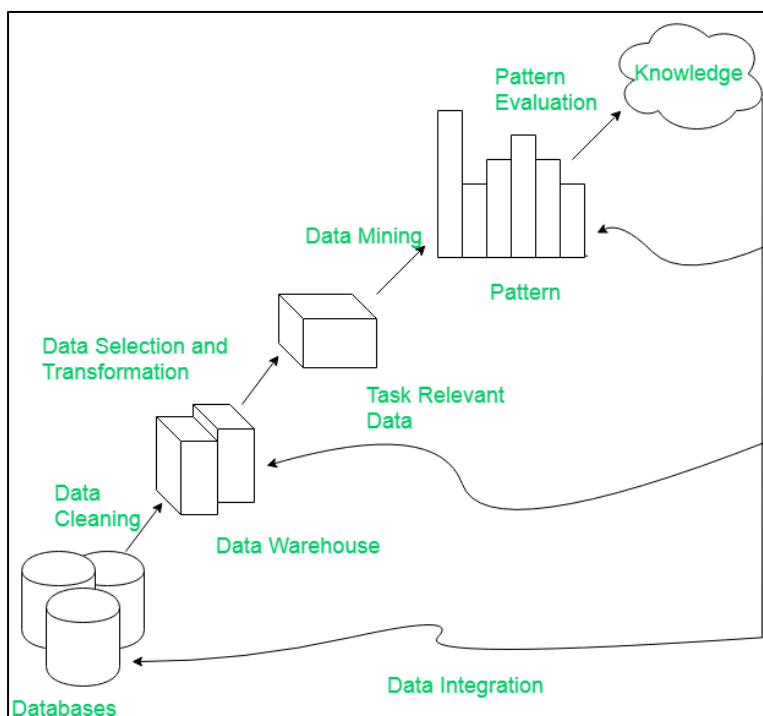 Knowledge
Pattern
Evaluation
Data Mining
Pattern
Data Selection and
Transformation
Task Relevant
Data
Data
Cleaning
Data Warehouse
Data Integration
Databases